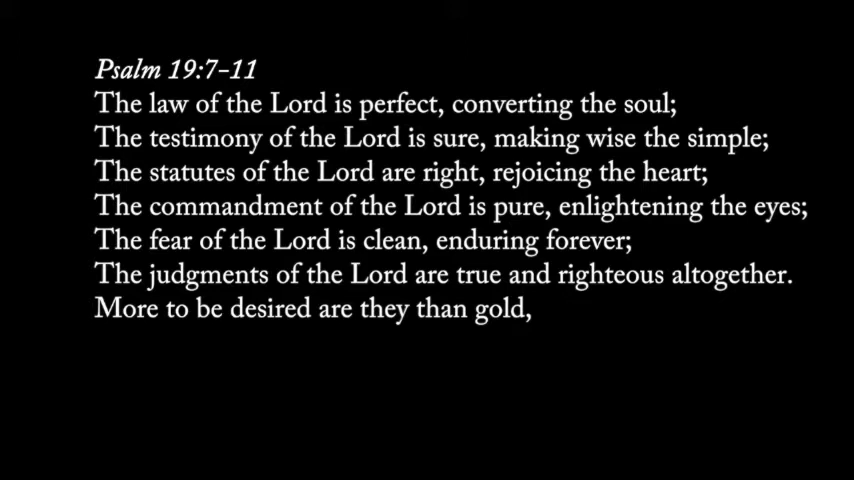 Psalm 19:7–11
The law of the Lord is perfect, converting the soul;
The testimony of the Lord is sure, making wise the simple;
The statutes of the Lord are right, rejoicing the heart;
The commandment of the Lord is pure, enlightening the eyes;
The fear of the Lord is clean, enduring forever;
The judgments of the Lord are true and righteous altogether.
More to be desired are they than gold,